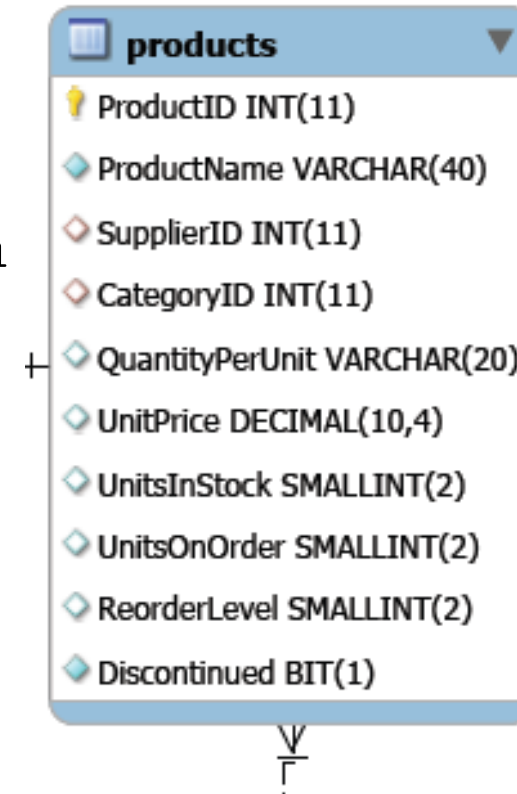 products
ProductID INT(11)
ProductName VARCHAR(40)
SupplierID INT(11)
CategoryID INT(11)
QuantityPerUnit VARCHAR(20)
UnitPrice DECIMAL(10,4)
UnitsInStock SMALLINT(2)
UnitsOnOrder SMALLINT(2)
ReorderLevel SMALLINT(2)
Discontinued BIT(1)